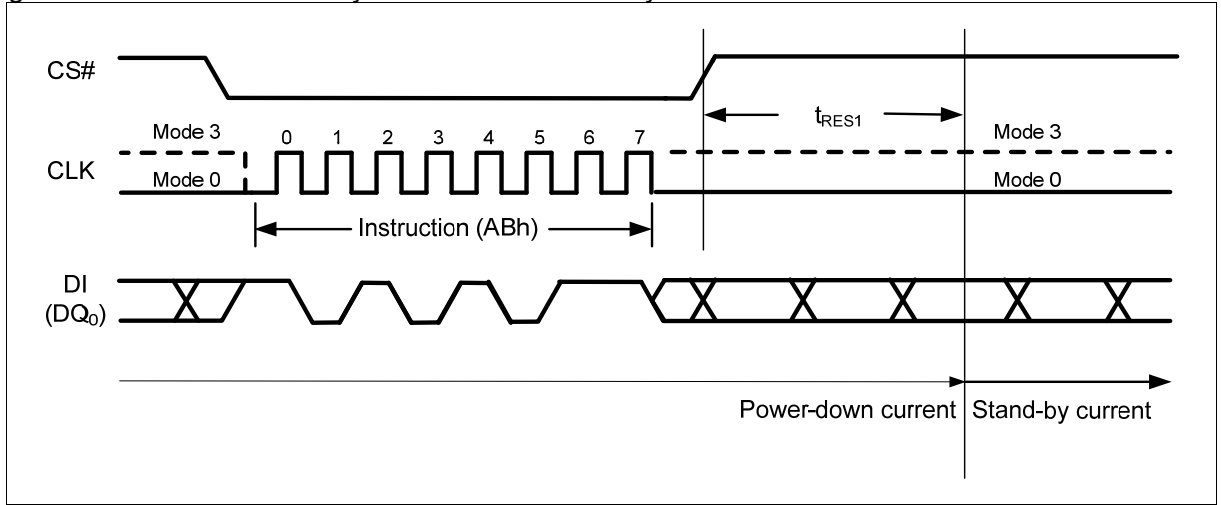 CS#
tRES1
Mode 3 0 1 2 3 4 5 6 7 Mode 3
CLK
Mode 0 Mode 0
Instruction (ABh)
DI
(DQ0)
Power-down current Stand-by current